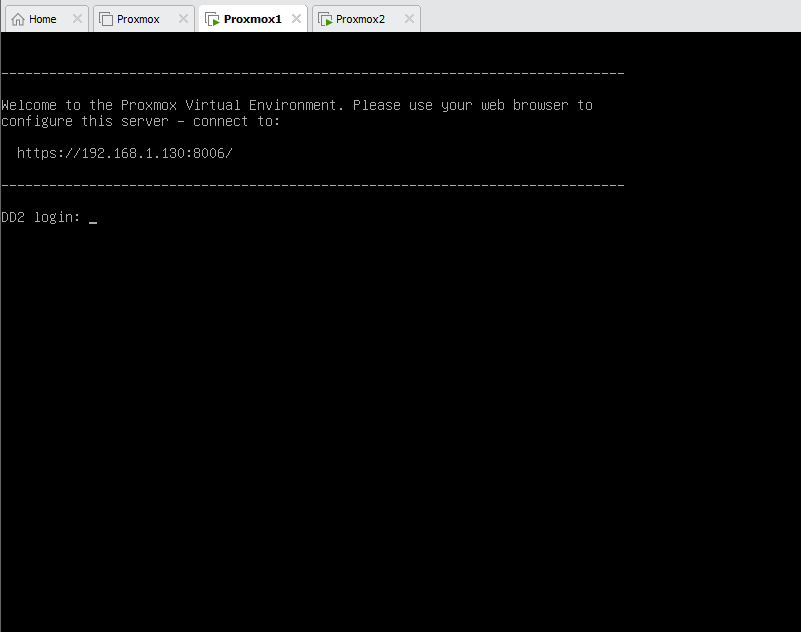 Home
Proxmox
Proxmox1
Proxmox2
------------------------------------------------------------------------------
Welcome to the Proxmox Virtual Environment. Please use your web browser to
configure this server - connect to:
https://192.168.1.130:8006/
------------------------------------------------------------------------------
DD2 login: _